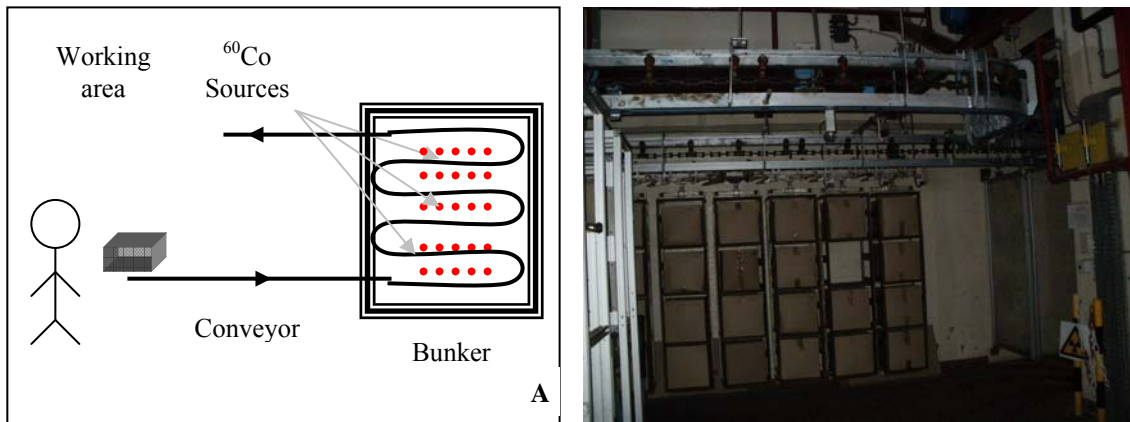 Working
area
⁶⁰Co
Sources
Conveyor
Bunker
A